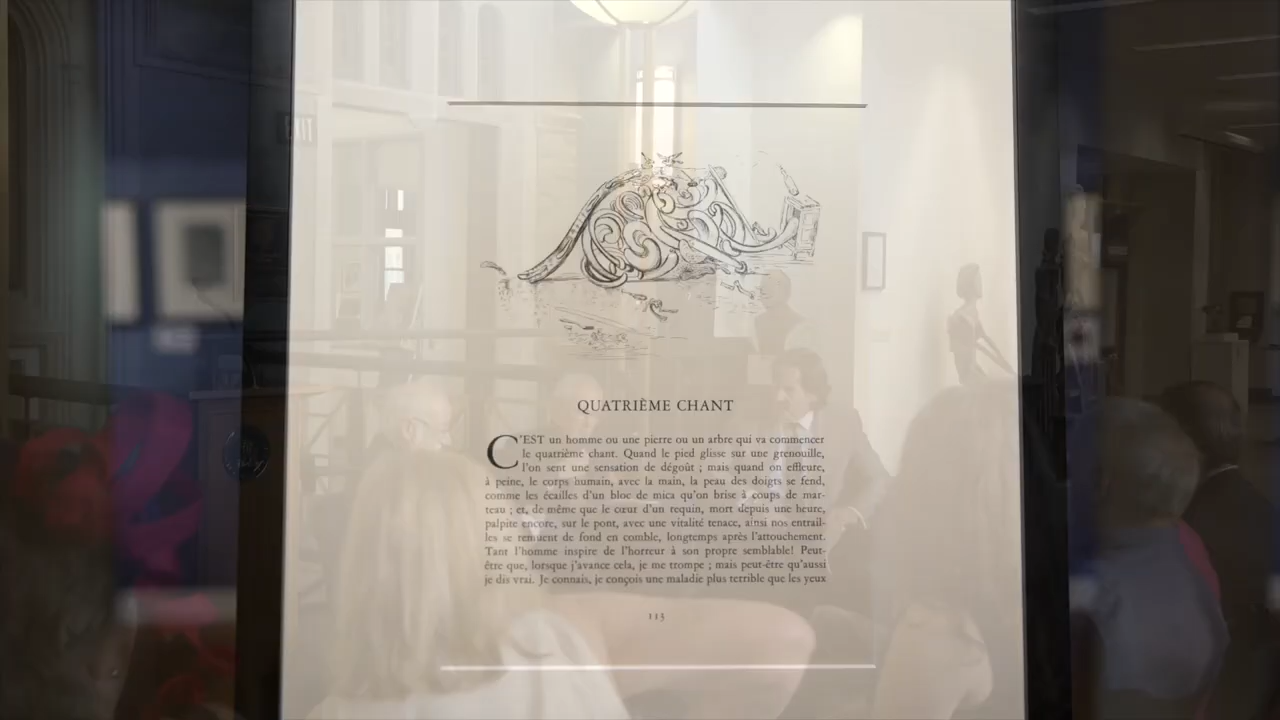 EXIT
QUATRIÈME CHANT
C'EST un homme ou une pierre ou un arbre qui va commencer
le quatrième chant. Quand le pied glisse sur une grenouille,
l'on sent une sensation de dégoût ; mais quand on effleure,
à peine, le corps humain, avec la main, la peau des doigts se fend,
comme les écailles d'un bloc de mica qu'on brise à coups de mar-
teau ; et, de même que le cœur d'un requin, mort depuis une heure,
palpite encore, sur le pont, avec une vitalité tenace, ainsi nos entrail-
les se remuent de fond en comble, longtemps après l'attouchement.
Tant l'homme inspire de l'horreur à son propre semblable! Peut-
être que, lorsque j'avance cela, je me trompe ; mais peut-être qu'aussi
je dis vrai. Je connais, je conçois une maladie plus terrible que les yeux
113